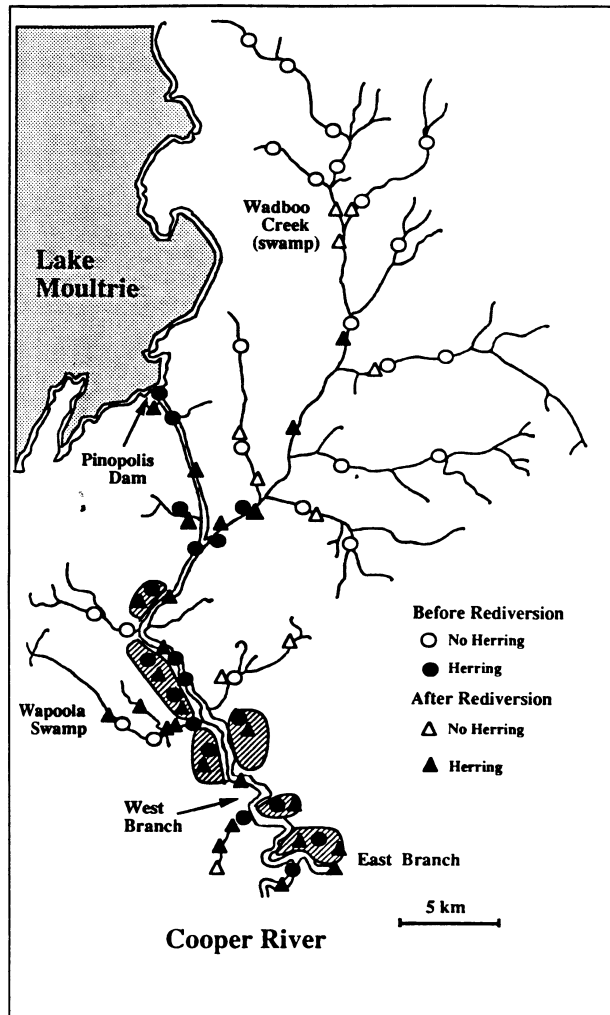 Wadboo
Creek
(swamp)
Lake
Moultrie
Pinopolis
Dam
Before Rediversion
No Herring
Herring
After Rediversion
No Herring
Herring
Wapoola
Swamp
West
Branch
East Branch
5 km
Cooper River